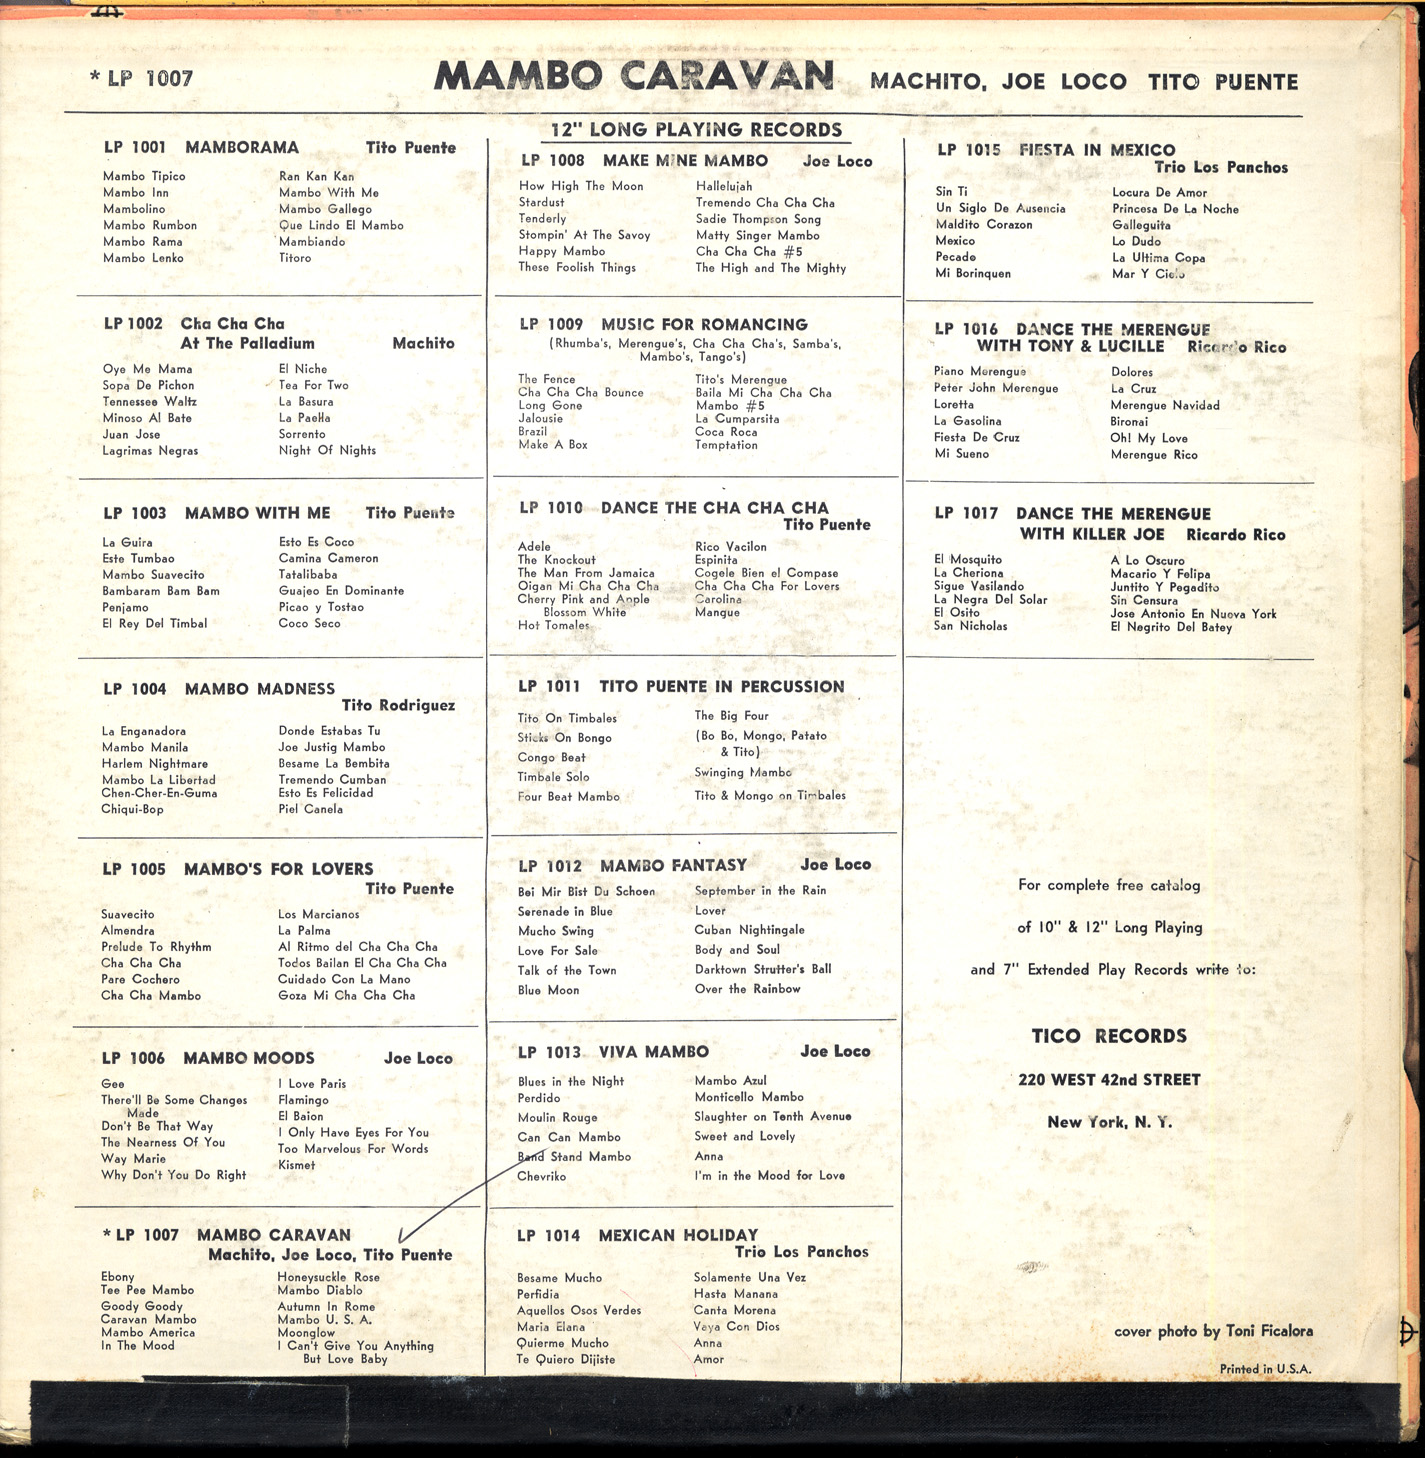 * LP 1007 MAMBO CARAVAN MACHITO, JOE LOCO TITO PUENTE
12" LONG PLAYING RECORDS
LP 1001 MAMBORAMA Tito Puente
Mambo Tipico Ran Kan Kan
Mambo Inn Mambo With Me
Mambolino Mambo Gallego
Mambo Rumbon Que Lindo El Mambo
Mambo Rama Mambiando
Mambo Lenko Titoro
LP 1002 Cha Cha Cha
At The Palladium Machito
Oye Me Mama El Niche
Sopa De Pichon Tea For Two
Tennessee Waltz La Basura
Minoso Al Bate La Paella
Juan Jose Sorrento
Lagrimas Negras Night Of Nights
LP 1003 MAMBO WITH ME Tito Puente
La Guira Esto Es Coco
Este Tumbao Camina Cameron
Mambo Suavecito Tatalibaba
Bambaram Bam Bam Guajeo En Dominante
Penjamo Picao y Tostao
El Rey Del Timbal Coco Seco
LP 1004 MAMBO MADNESS
Tito Rodriguez
La Enganadora Donde Estabas Tu
Mambo Manila Joe Justig Mambo
Harlem Nightmare Besame La Bembita
Mambo La Libertad Tremendo Cumban
Chen-Cher-En-Guma Esto Es Felicidad
Chiqui-Bop Piel Canela
LP 1005 MAMBO'S FOR LOVERS
Tito Puente
Suavecito Los Marcianos
Almendra La Palma
Prelude To Rhythm Al Ritmo del Cha Cha Cha
Cha Cha Cha Todos Bailan El Cha Cha Cha
Pare Cochero Cuidado Con La Mano
Cha Cha Mambo Goza Mi Cha Cha Cha
LP 1006 MAMBO MOODS Joe Loco
Gee I Love Paris
There'll Be Some Changes Flamingo
Made El Baion
Don't Be That Way I Only Have Eyes For You
The Nearness Of You Too Marvelous For Words
Way Marie Kismet
Why Don't You Do Right
* LP 1007 MAMBO CARAVAN
Machito, Joe Loco, Tito Puente
Ebony Honeysuckle Rose
Tee Pee Mambo Mambo Diablo
Goody Goody Autumn In Rome
Caravan Mambo Mambo U. S. A.
Mambo America Moonglow
In The Mood I Can't Give You Anything
But Love Baby
LP 1008 MAKE MINE MAMBO Joe Loco
How High The Moon Hallelujah
Stardust Tremendo Cha Cha Cha
Tenderly Sadie Thompson Song
Stompin' At The Savoy Matty Singer Mambo
Happy Mambo Cha Cha Cha #5
These Foolish Things The High and The Mighty
LP 1009 MUSIC FOR ROMANCING
(Rhumba's, Merengue's, Cha Cha Cha's, Samba's,
Mambo's, Tango's)
The Fence Tito's Merengue
Cha Cha Cha Bounce Baila Mi Cha Cha Cha
Long Gone Mambo #5
Jalousie La Cumparsita
Brazil Coca Roca
Make A Box Temptation
LP 1010 DANCE THE CHA CHA CHA
Tito Puente
Adele Rico Vacilon
The Knockout Espinita
The Man From Jamaica Cogele Bien el Compase
Oigan Mi Cha Cha Cha Cha Cha Cha For Lovers
Cherry Pink and Apple Carolina
Blossom White Mangue
Hot Tomales
LP 1011 TITO PUENTE IN PERCUSSION
Tito On Timbales The Big Four
Sticks On Bongo (Bo Bo, Mongo, Patato
Congo Beat & Tito)
Timbale Solo Swinging Mambo
Four Beat Mambo Tito & Mongo on Timbales
LP 1012 MAMBO FANTASY Joe Loco
Bei Mir Bist Du Schoen September in the Rain
Serenade in Blue Lover
Mucho Swing Cuban Nightingale
Love For Sale Body and Soul
Talk of the Town Darktown Strutter's Ball
Blue Moon Over the Rainbow
LP 1013 VIVA MAMBO Joe Loco
Blues in the Night Mambo Azul
Perdido Monticello Mambo
Moulin Rouge Slaughter on Tenth Avenue
Can Can Mambo Sweet and Lovely
Band Stand Mambo Anna
Chevriko I'm in the Mood for Love
LP 1014 MEXICAN HOLIDAY
Trio Los Panchos
Besame Mucho Solamente Una Vez
Perfidia Hasta Manana
Aquellos Osos Verdes Canta Morena
Maria Elana Vaya Con Dios
Quierme Mucho Anna
Te Quiero Dijiste Amor
LP 1015 FIESTA IN MEXICO
Trio Los Panchos
Sin Ti Locura De Amor
Un Siglo De Ausencia Princesa De La Noche
Maldito Corazon Galleguita
Mexico Lo Dudo
Pecado La Ultima Copa
Mi Borinquen Mar Y Cielo
LP 1016 DANCE THE MERENGUE
WITH TONY & LUCILLE Ricardo Rico
Piano Merengue Dolores
Peter John Merengue La Cruz
Loretta Merengue Navidad
La Gasolina Bironai
Fiesta De Cruz Oh! My Love
Mi Sueno Merengue Rico
LP 1017 DANCE THE MERENGUE
WITH KILLER JOE Ricardo Rico
El Mosquito A Lo Oscuro
La Cheriona Macario Y Felipa
Sigue Vasilando Juntito Y Pegadito
La Negra Del Solar Sin Censura
El Osito Jose Antonio En Nueva York
San Nicholas El Negrito Del Batey
For complete free catalog
of 10" & 12" Long Playing
and 7" Extended Play Records write to:
TICO RECORDS
220 WEST 42nd STREET
New York, N. Y.
cover photo by Toni Ficalora
Printed in U.S.A.